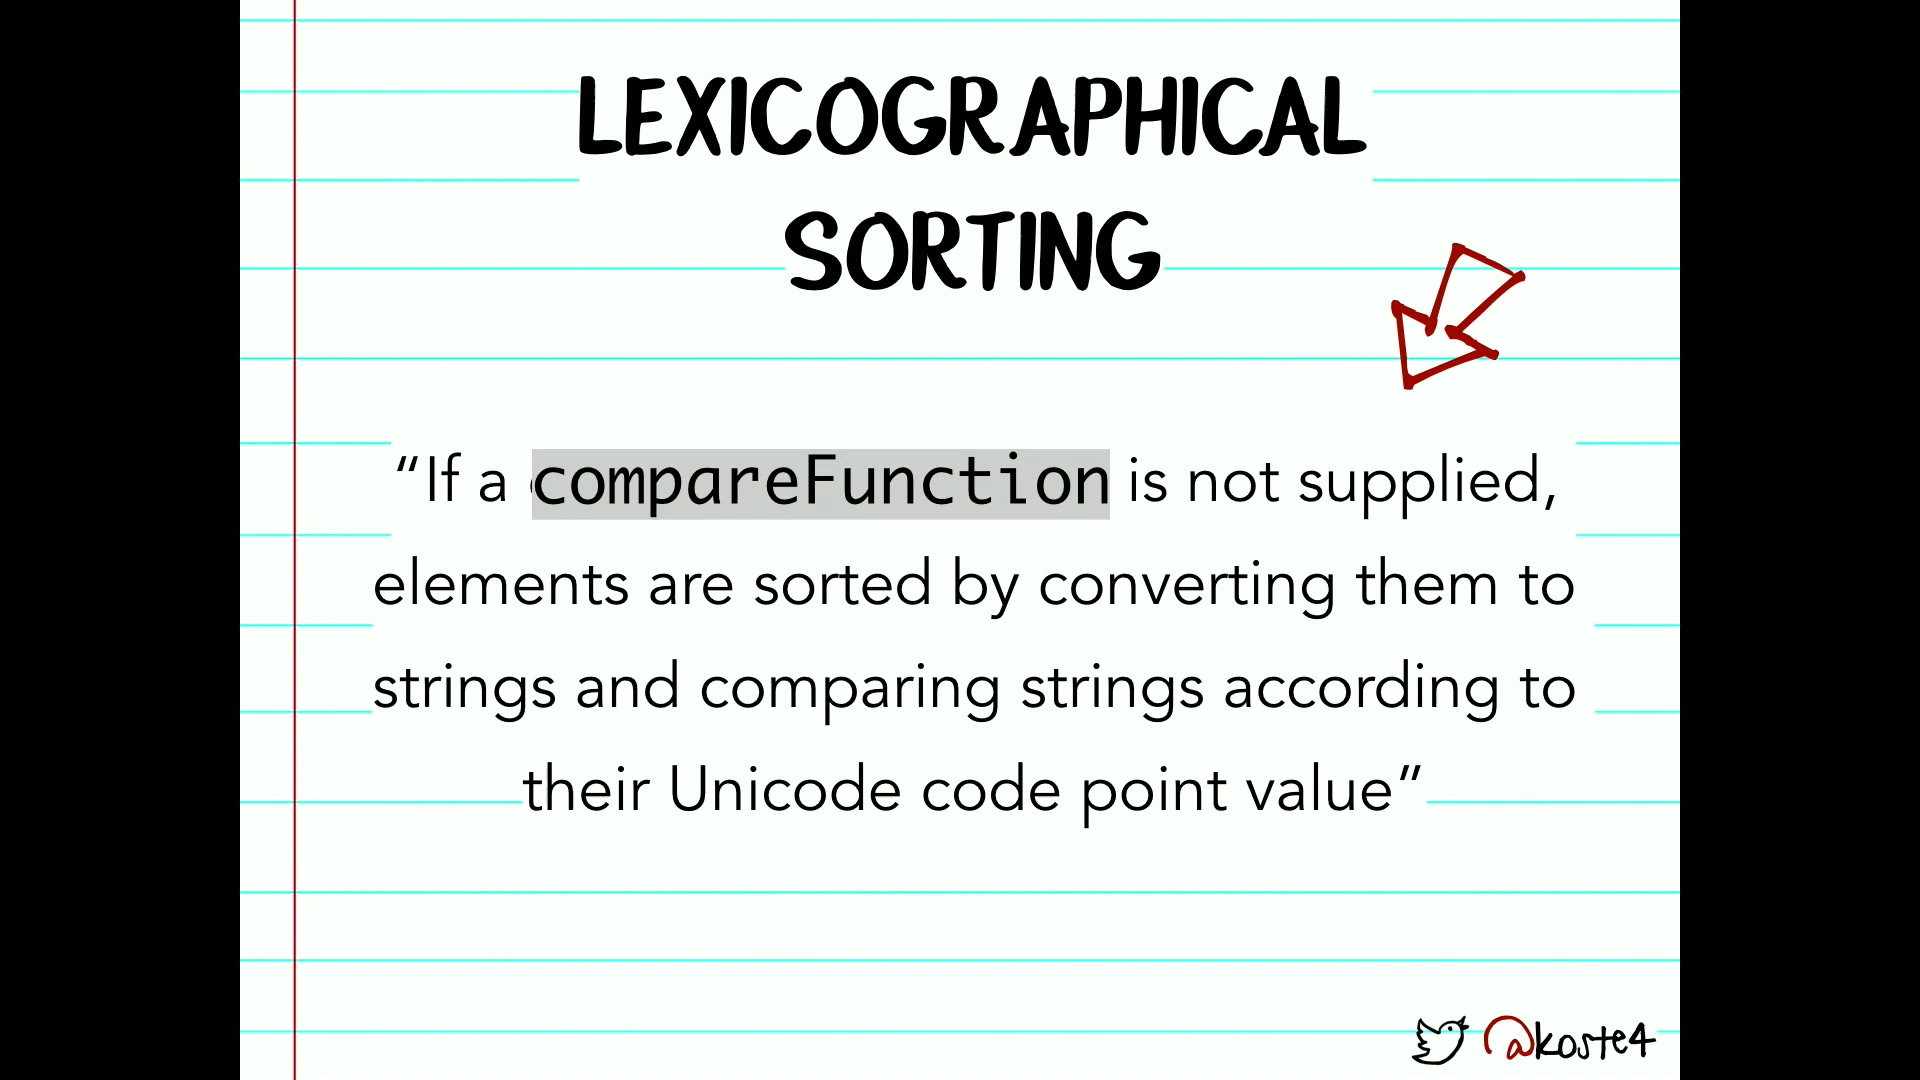 LEXICOGRAPHICAL
SORTING
“If a compareFunction is not supplied,
elements are sorted by converting them to
strings and comparing strings according to
their Unicode code point value”
@koste4